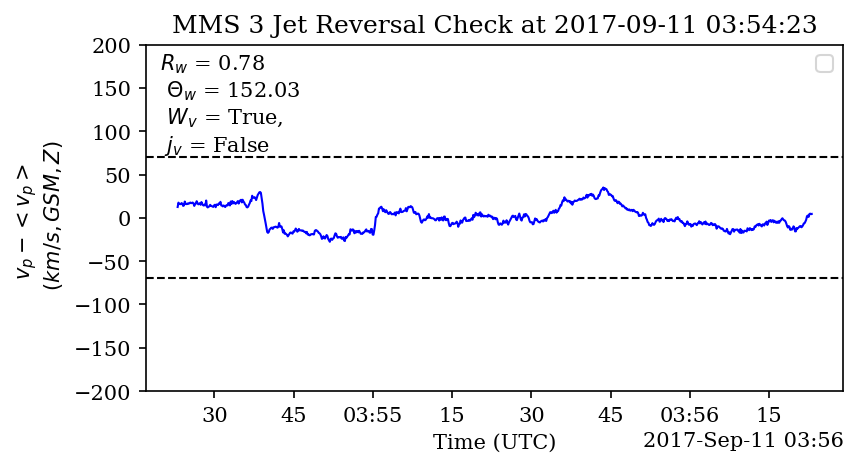 MMS 3 Jet Reversal Check at 2017-09-11 03:54:23
R_w = 0.78
Θ_w = 152.03
W_v = True,
j_v = False
v_p − < v_p >
(km/s, GSM, Z)
200
150
100
50
0
−50
−100
−150
−200
30 45 03:55 15 30 45 03:56 15
Time (UTC)
2017-Sep-11 03:56